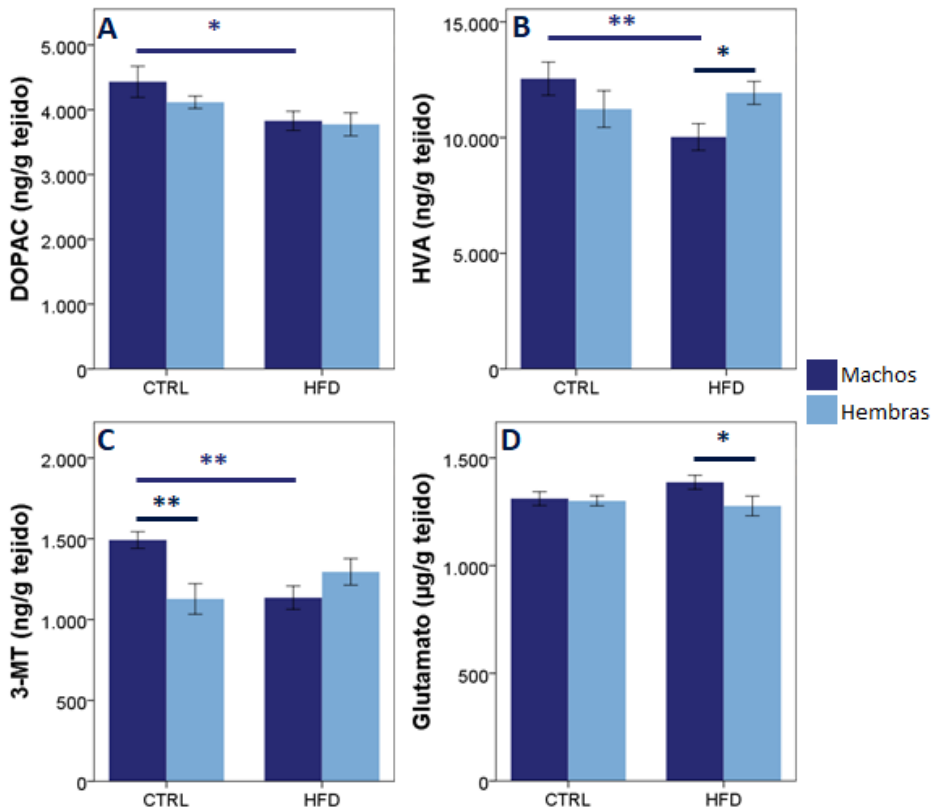 A
*
5.000
4.000
3.000
2.000
1.000
0
DOPAC (ng/g tejido)
CTRL
HFD
B
**
*
15.000
10.000
5.000
0
HVA (ng/g tejido)
CTRL
HFD
Machos
Hembras
C
**
**
2.000
1.500
1.000
500
0
3-MT (ng/g tejido)
CTRL
HFD
D
*
1.500
1.000
500
0
Glutamato (µg/g tejido)
CTRL
HFD